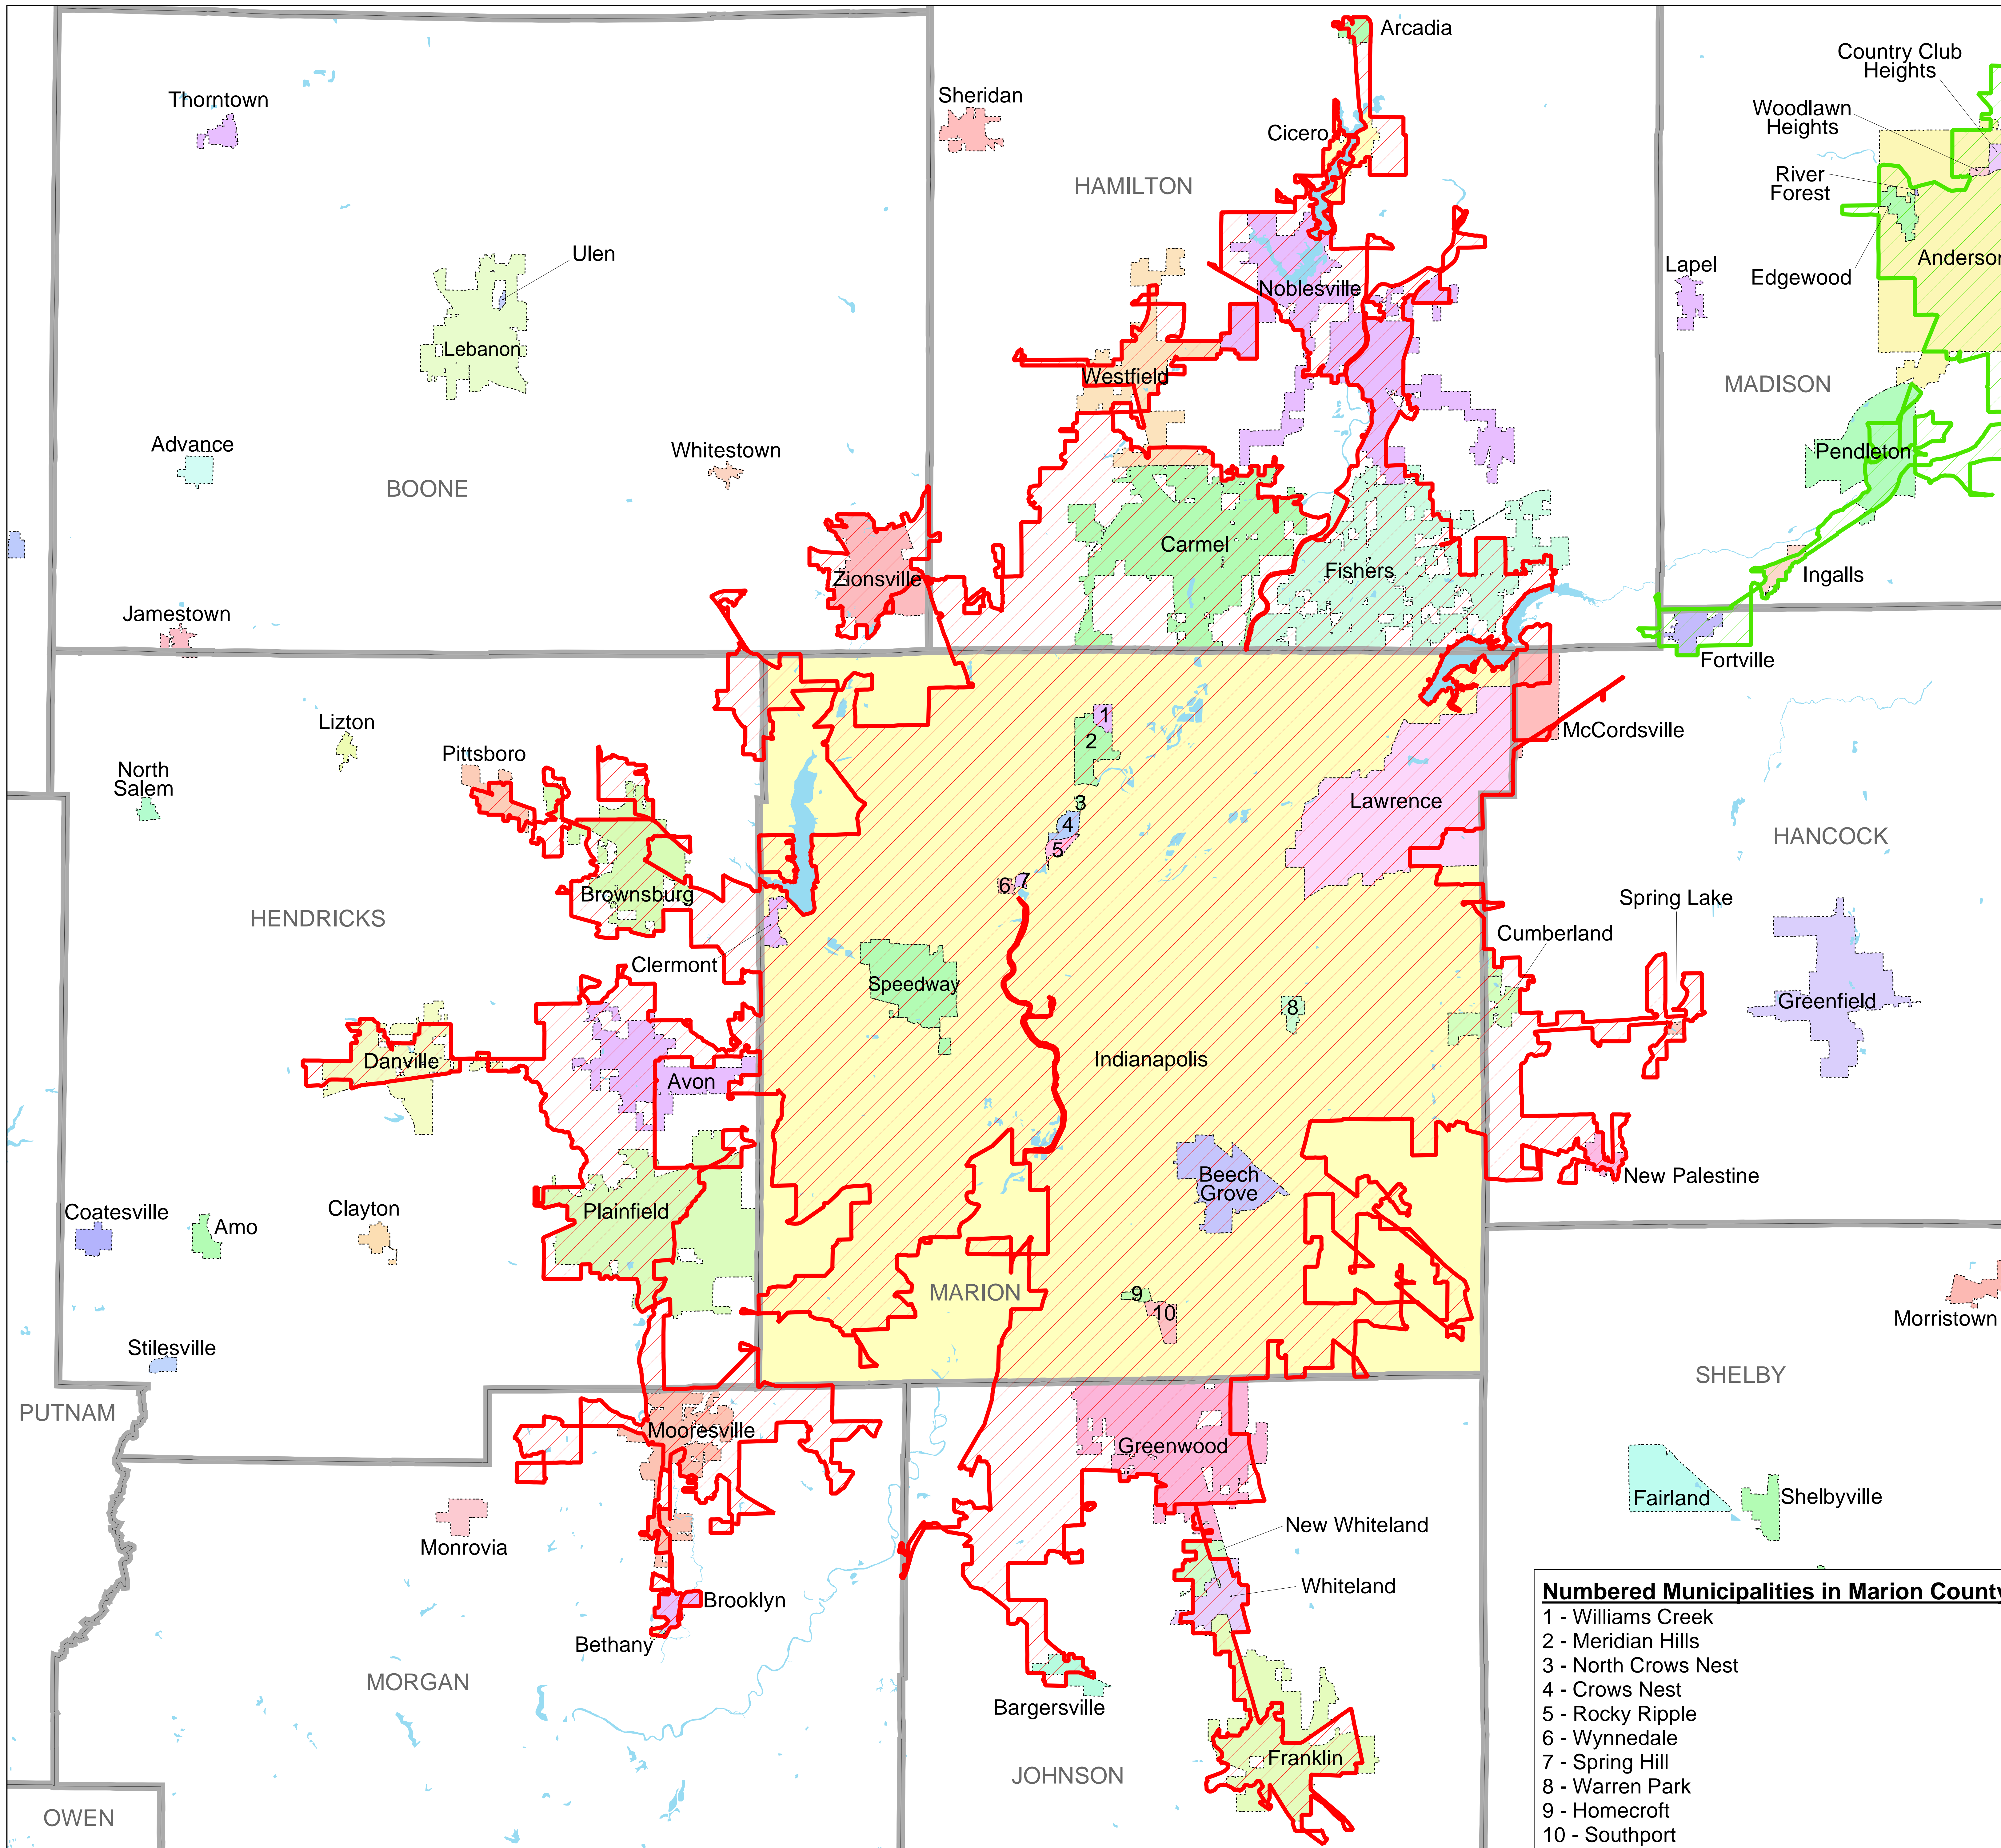 Arcadia
Country Club
Heights
Thorntown
Sheridan
Woodlawn
Heights
Cicero
River
Forest
HAMILTON
Ulen
Anderson
Lapel
Edgewood
Noblesville
Lebanon
Westfield
MADISON
Advance
Whitestown
Pendleton
BOONE
Carmel
Fishers
Zionsville
Ingalls
Jamestown
Fortville
1
Lizton
2
McCordsville
Pittsboro
North
Salem
3
Lawrence
4
HANCOCK
5
6
7
Brownsburg
Spring Lake
HENDRICKS
Cumberland
Clermont
Speedway
Greenfield
8
Danville
Indianapolis
Avon
Beech
Grove
New Palestine
Coatesville
Clayton
Plainfield
Amo
MARION
9
10
Morristown
Stilesville
SHELBY
PUTNAM
Mooresville
Greenwood
Fairland
Shelbyville
New Whiteland
Monrovia
Whiteland
Brooklyn
Bethany
MORGAN
Bargersville
Franklin
JOHNSON
OWEN
Numbered Municipalities in Marion County
1 - Williams Creek
2 - Meridian Hills
3 - North Crows Nest
4 - Crows Nest
5 - Rocky Ripple
6 - Wynnedale
7 - Spring Hill
8 - Warren Park
9 - Homecroft
10 - Southport